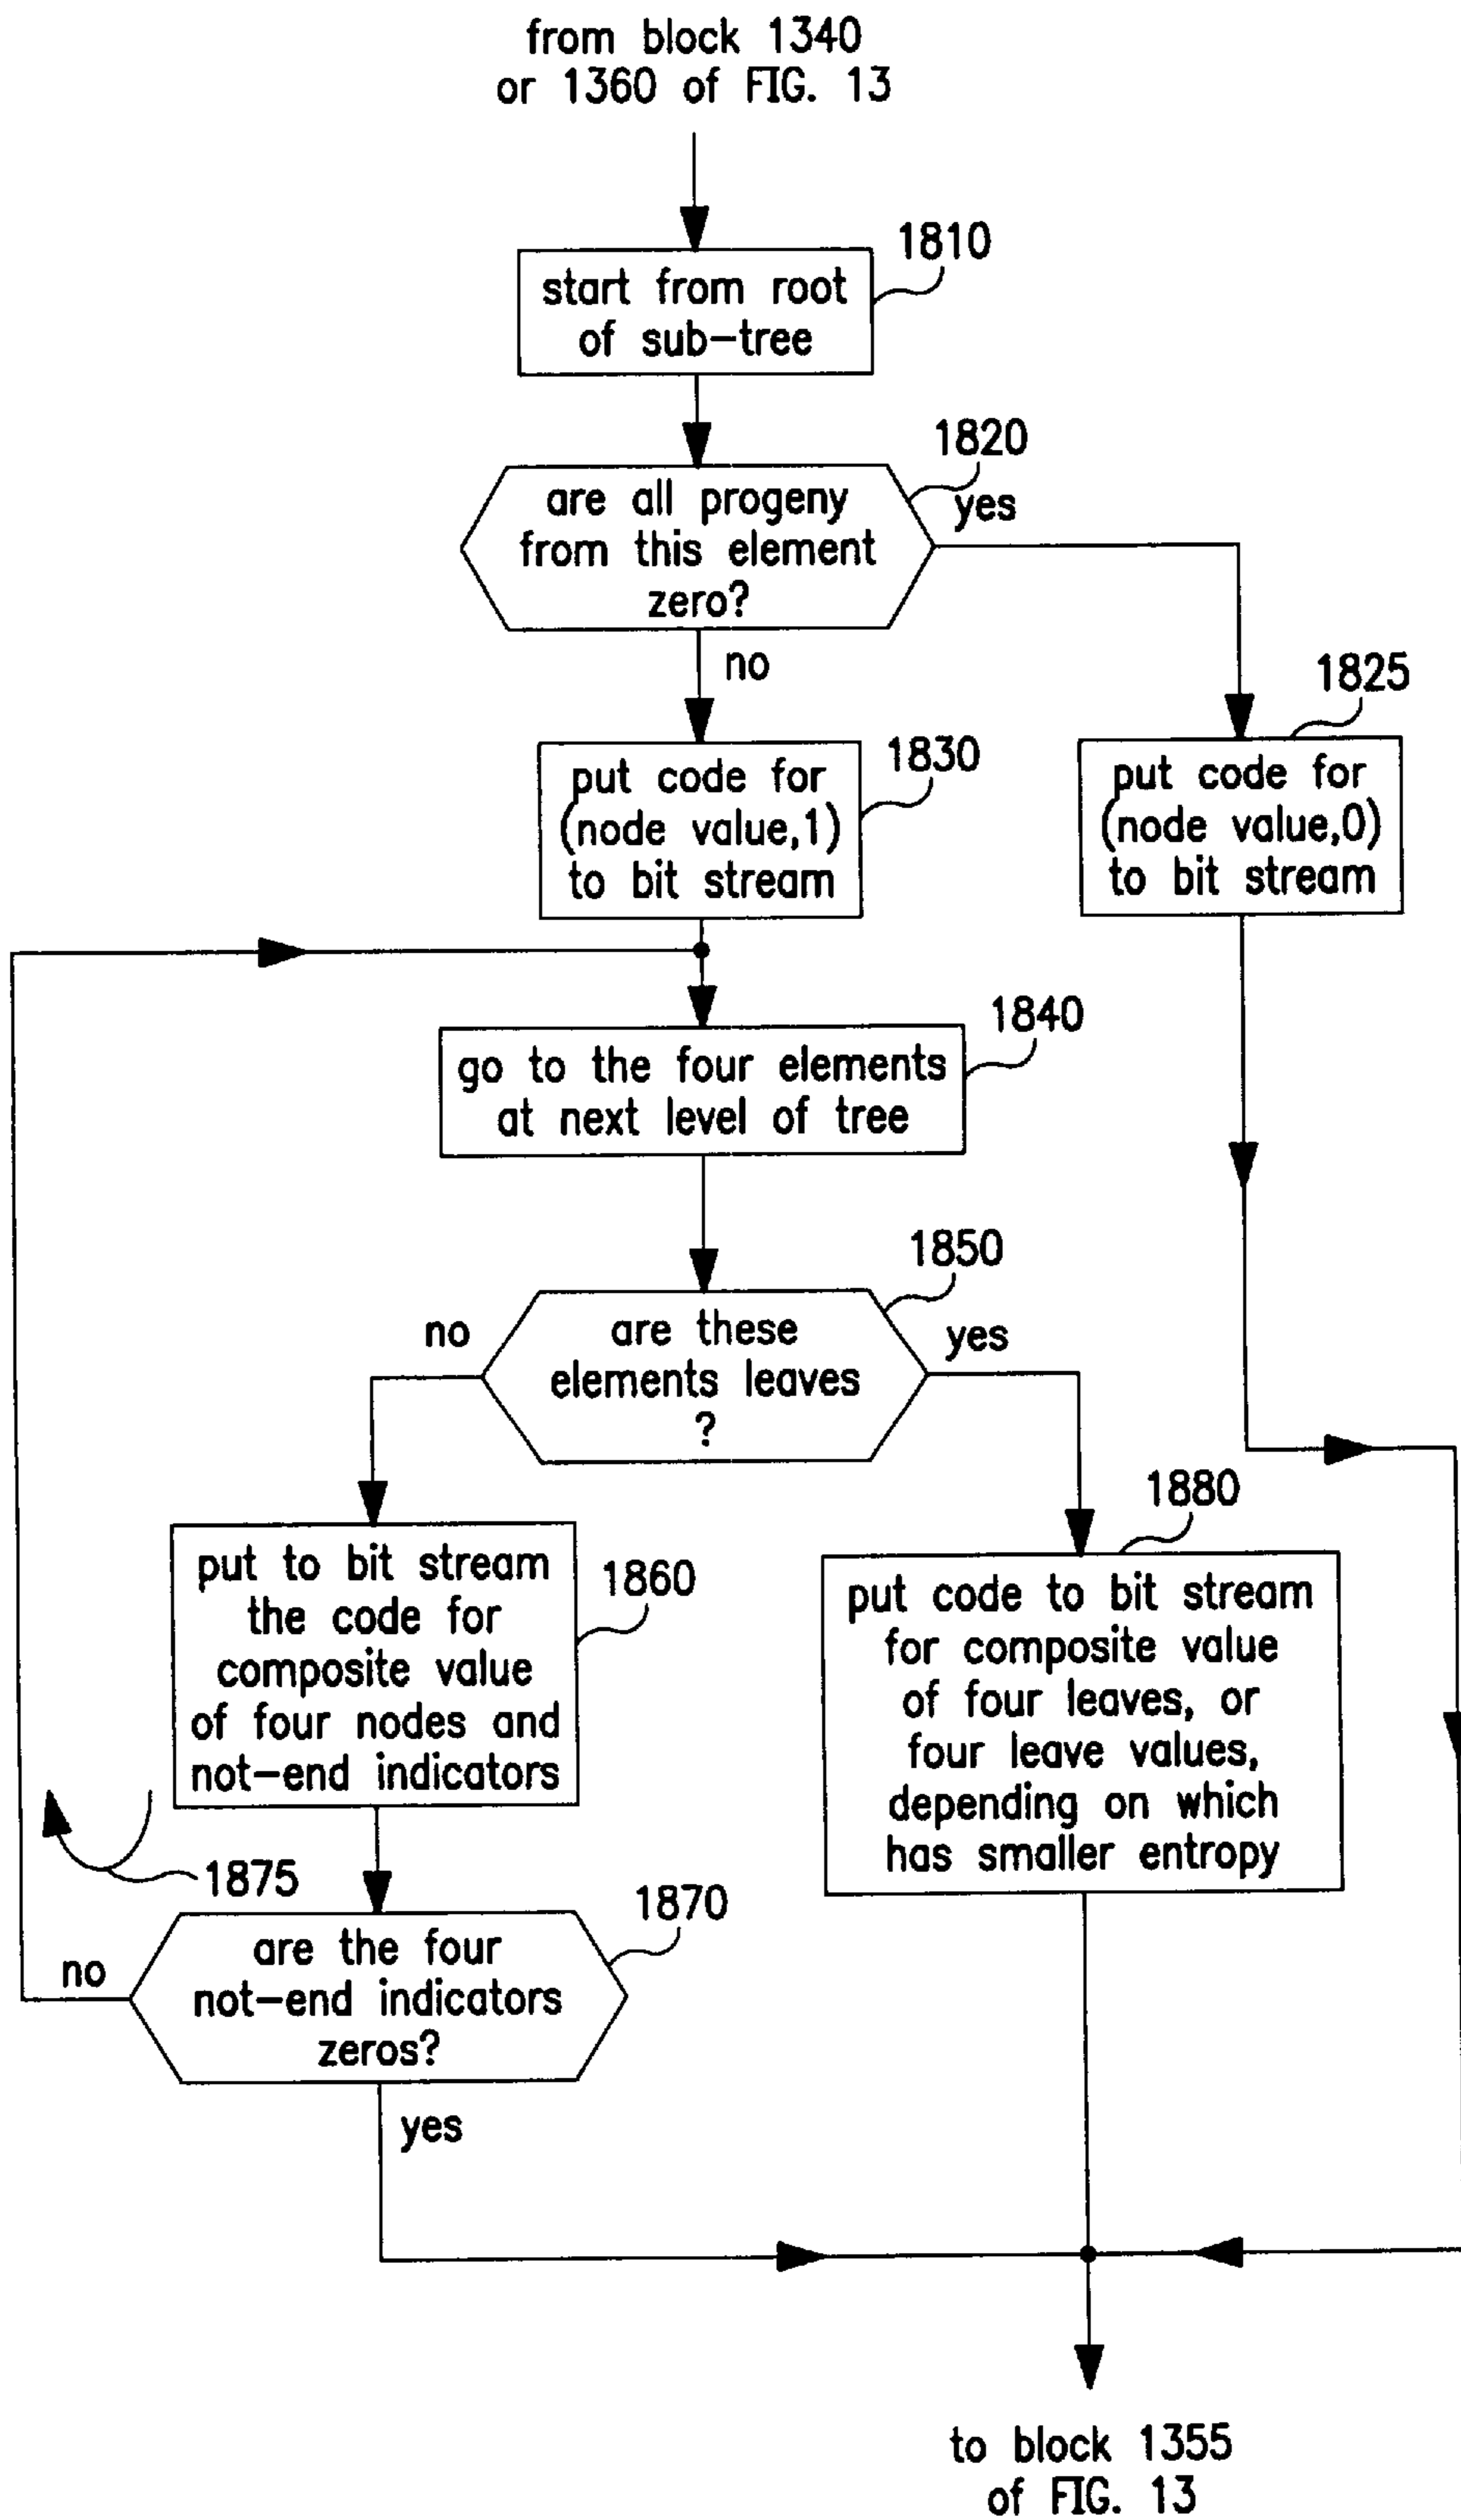 from block 1340
or 1360 of FIG. 13
1810
start from root
of sub-tree
1820
are all progeny
from this element
zero?
yes
no
1825
1830
put code for
(node value,1)
to bit stream
put code for
(node value,0)
to bit stream
1840
go to the four elements
at next level of tree
1850
no
are these
elements leaves
?
yes
1880
put to bit stream
the code for
composite value
of four nodes and
not-end indicators
1860
put code to bit stream
for composite value
of four leaves, or
four leave values,
depending on which
has smaller entropy
1875
1870
no
are the four
not-end indicators
zeros?
yes
to block 1355
of FIG. 13